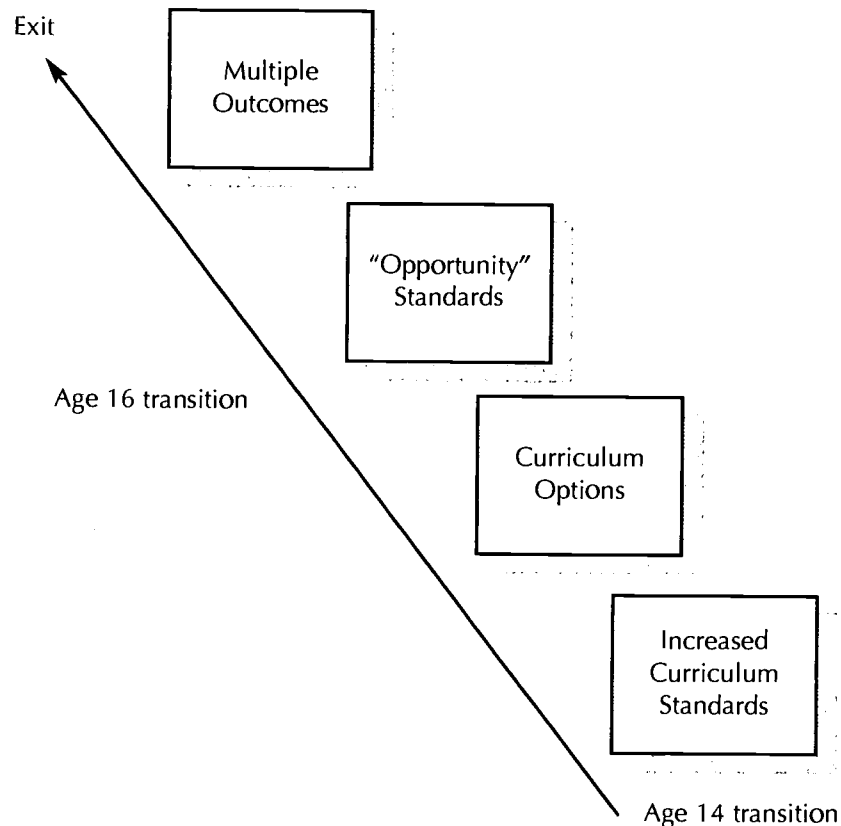 Exit
Multiple
Outcomes
"Opportunity"
Standards
Age 16 transition
Curriculum
Options
Increased
Curriculum
Standards
Age 14 transition